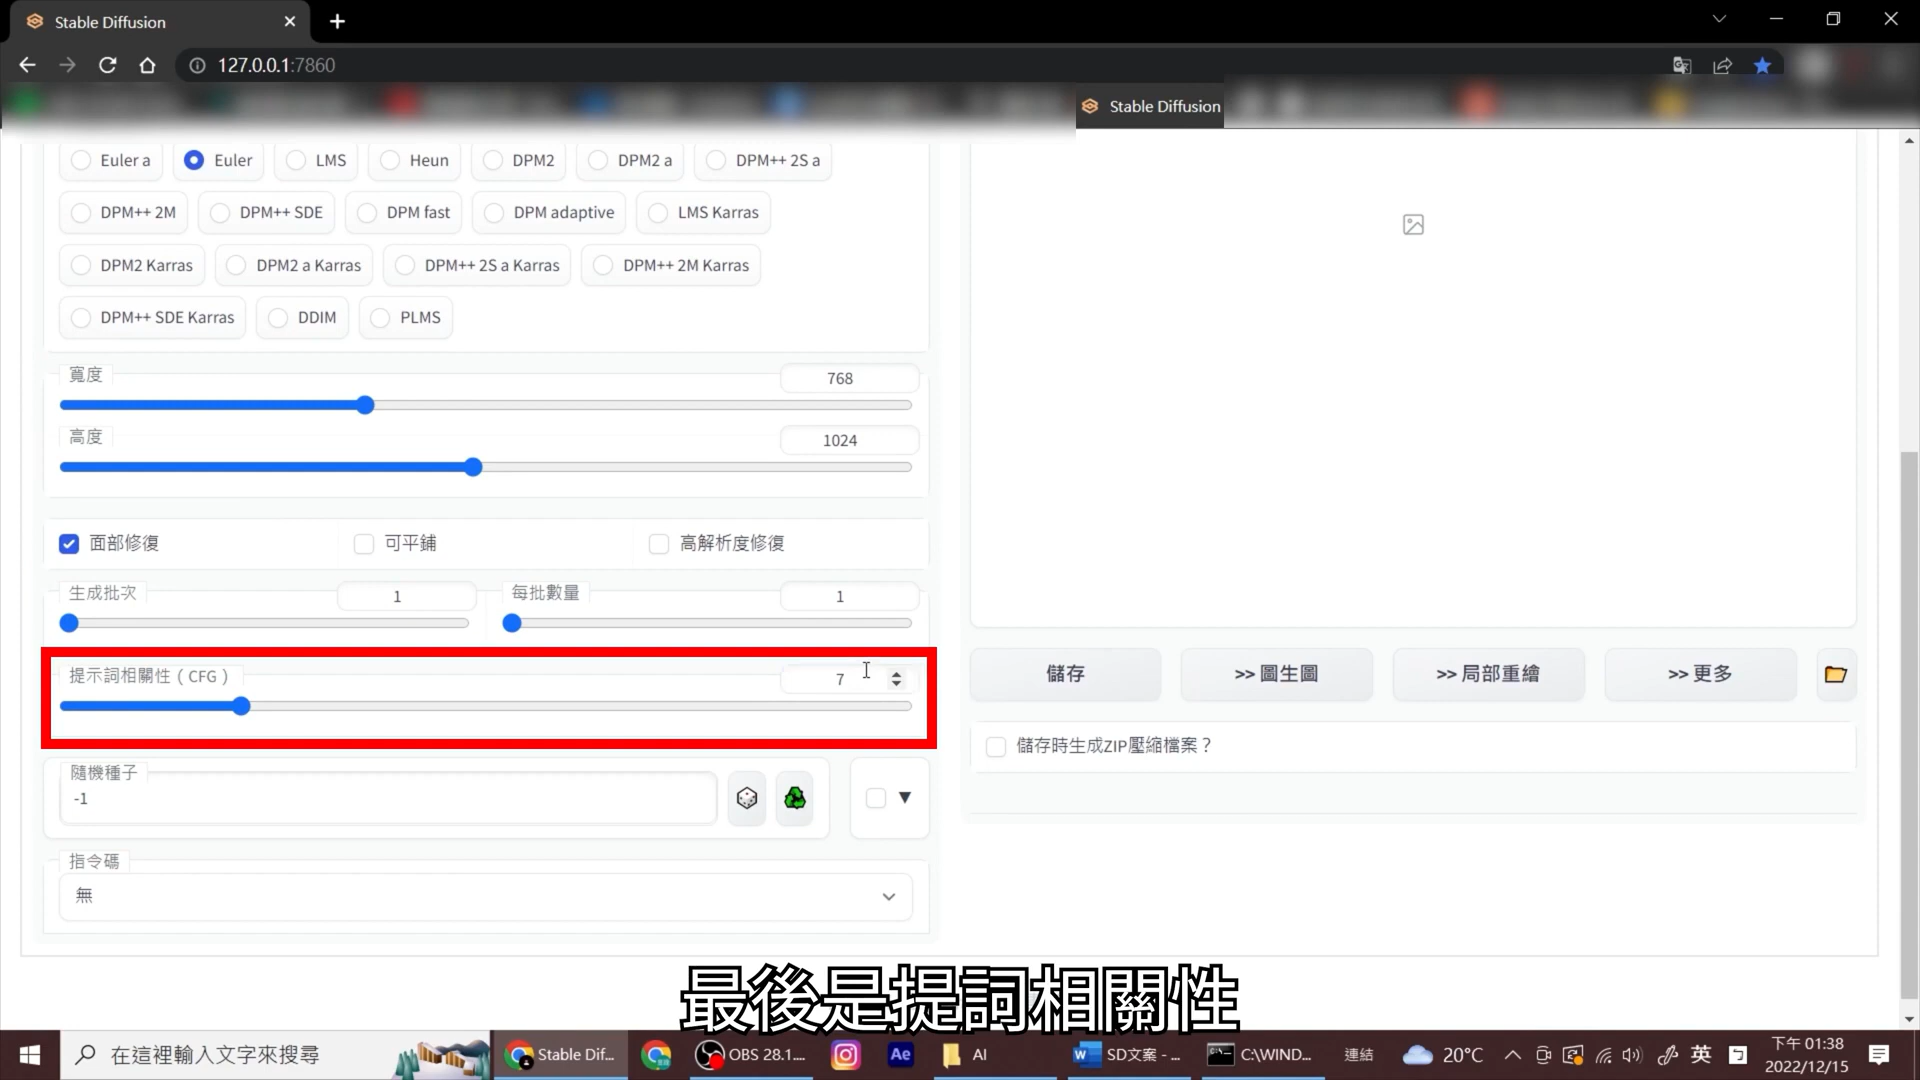 Stable Diffusion
127.0.0.1:7860
Stable Diffusion
Euler a Euler LMS Heun DPM2 DPM2 a DPM++ 2S a
DPM++ 2M DPM++ SDE DPM fast DPM adaptive LMS Karras
DPM2 Karras DPM2 a Karras DPM++ 2S a Karras DPM++ 2M Karras
DPM++ SDE Karras DDIM PLMS
寬度 768
高度 1024
面部修復 可平鋪 高解析度修復
生成批次 1 每批數量 1
提示詞相關性 ( CFG ) 7
隨機種子
-1
指令碼
無
儲存 >> 圖生圖 >> 局部重繪 >> 更多
儲存時生成ZIP壓縮檔案？
最後是提詞相關性
在這裡輸入文字來搜尋 Stable Dif... OBS 28.1.... Ae AI SD文案 - ... C:\WIND... 連結 20°C 英 下午 01:38
2022/12/15